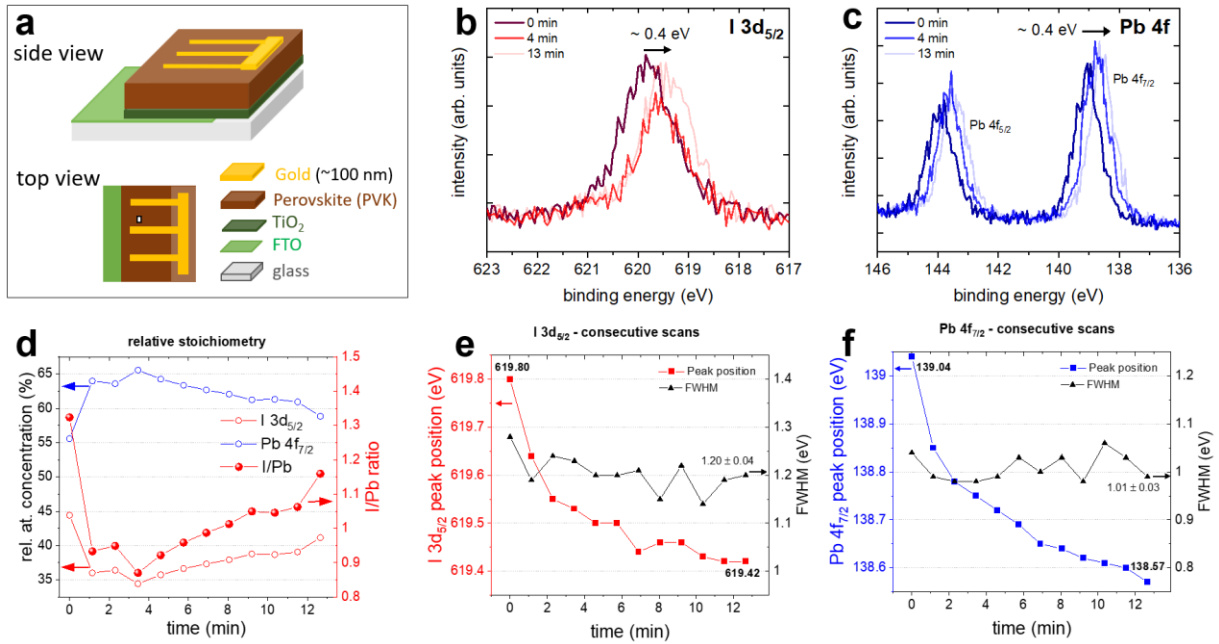 a
side view
top view
Gold (~100 nm)
Perovskite (PVK)
TiO2
FTO
glass
b
0 min
4 min
13 min
~ 0.4 eV
I 3d5/2
intensity (arb. units)
623 622 621 620 619 618 617
binding energy (eV)
c
0 min
4 min
13 min
~ 0.4 eV
Pb 4f
Pb 4f7/2
Pb 4f5/2
intensity (arb. units)
146 144 142 140 138 136
binding energy (eV)
d
relative stoichiometry
rel. at. concentration (%)
65
60
55
50
45
40
35
I 3d5/2
Pb 4f7/2
I/Pb
1.5
1.4
1.3
1.2
1.1
1
0.9
0.8
I/Pb ratio
0 2 4 6 8 10 12
time (min)
e
I 3d5/2 - consecutive scans
I 3d5/2 peak position (eV)
619.8
619.7
619.6
619.5
619.4
619.80
Peak position
FWHM
1.20 ± 0.04
619.42
1.4
1.3
1.2
1.1
1
FWHM (eV)
0 2 4 6 8 10 12
time (min)
f
Pb 4f7/2 - consecutive scans
Pb 4f7/2 peak position (eV)
139
138.9
138.8
138.7
138.6
139.04
Peak position
FWHM
1.01 ± 0.03
138.57
1.2
1.1
1
0.9
0.8
FWHM (eV)
0 2 4 6 8 10 12
time (min)